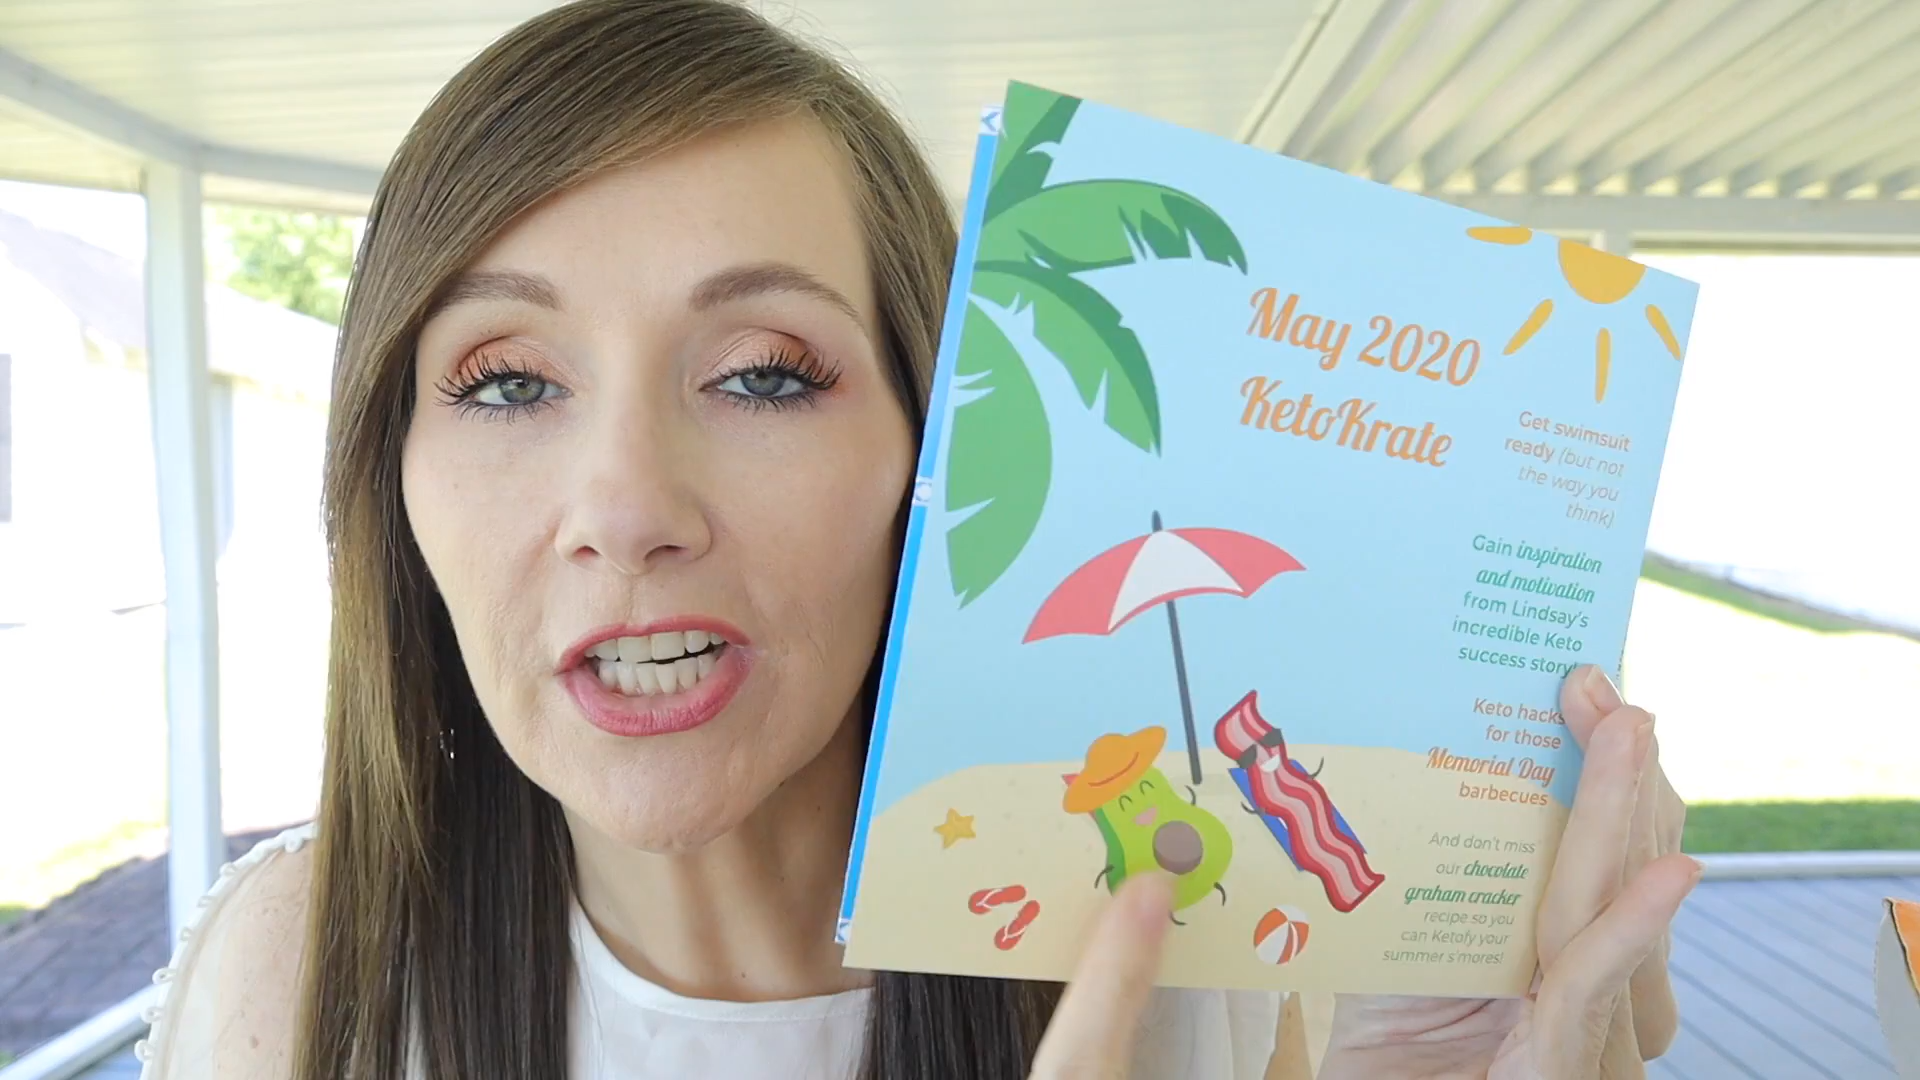 May 2020
KetoKrate
Get swimsuit
ready (but not
the way you
think)
Gain inspiration
and motivation
from Lindsay's
incredible Keto
success story!
Keto hacks
for those
Memorial Day
barbecues
And don't miss
our chocolate
graham cracker
recipe so you
can Ketofy your
summer s'mores!